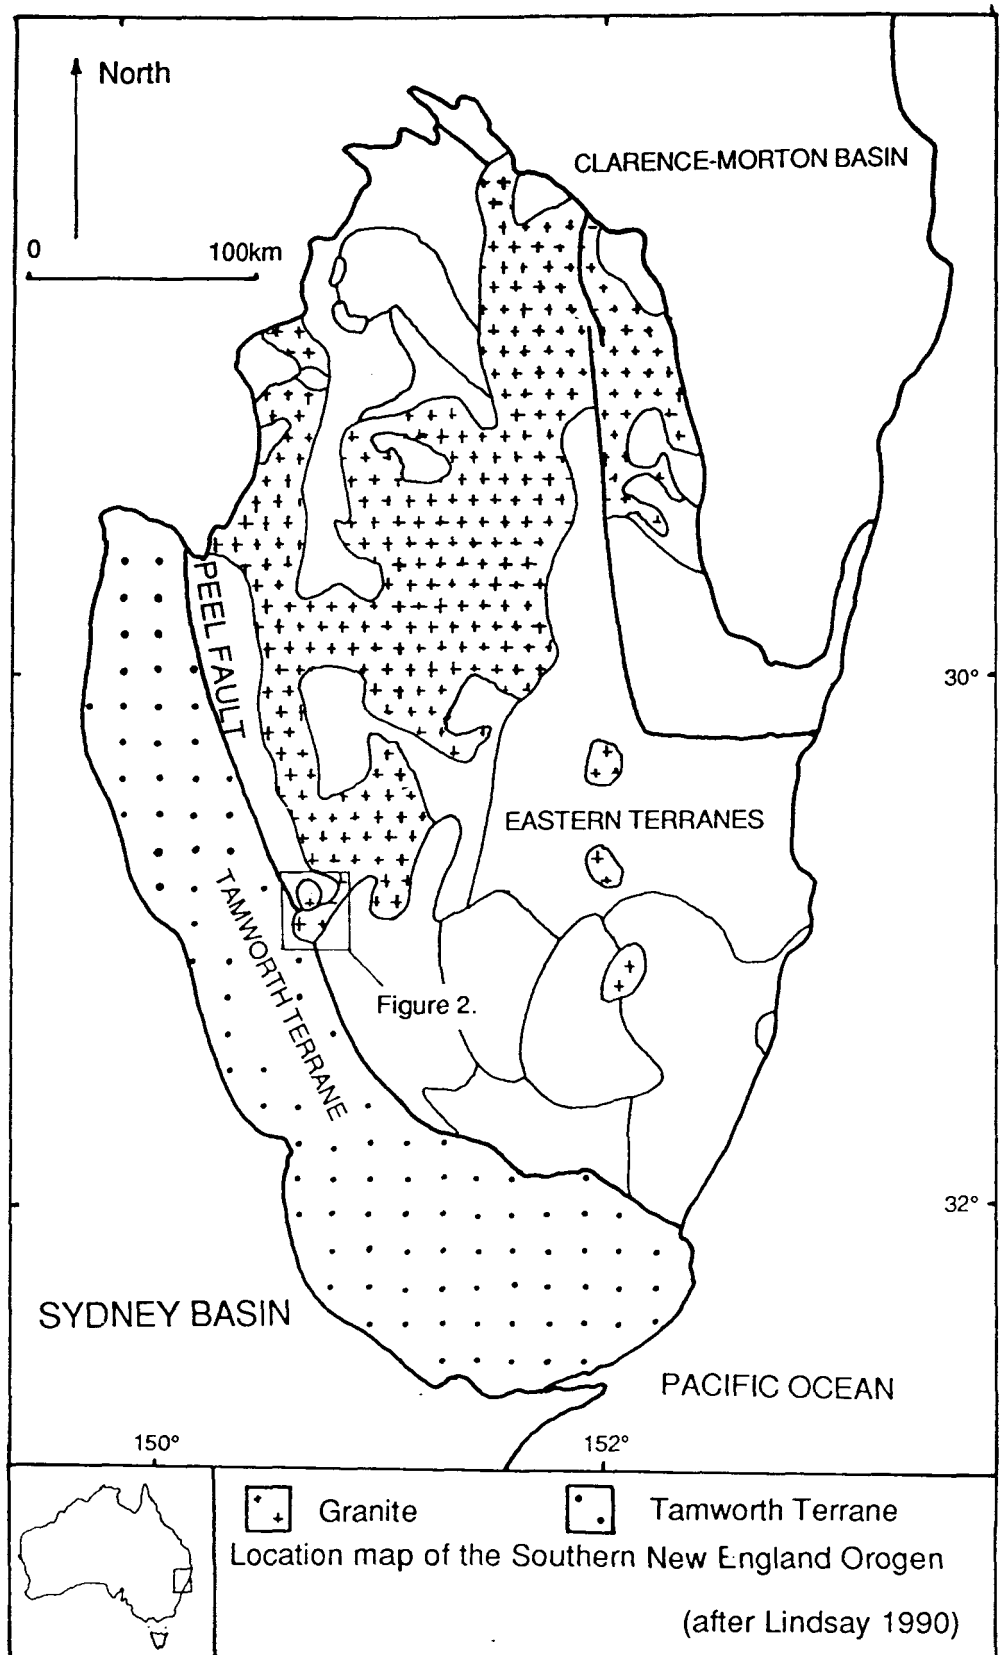 North
CLARENCE-MORTON BASIN
0 100km
PEEL FAULT
30°
EASTERN TERRANES
TAMWORTH TERRANE
Figure 2.
32°
SYDNEY BASIN
PACIFIC OCEAN
150° 152°
Granite
Tamworth Terrane
Location map of the Southern New England Orogen
(after Lindsay 1990)